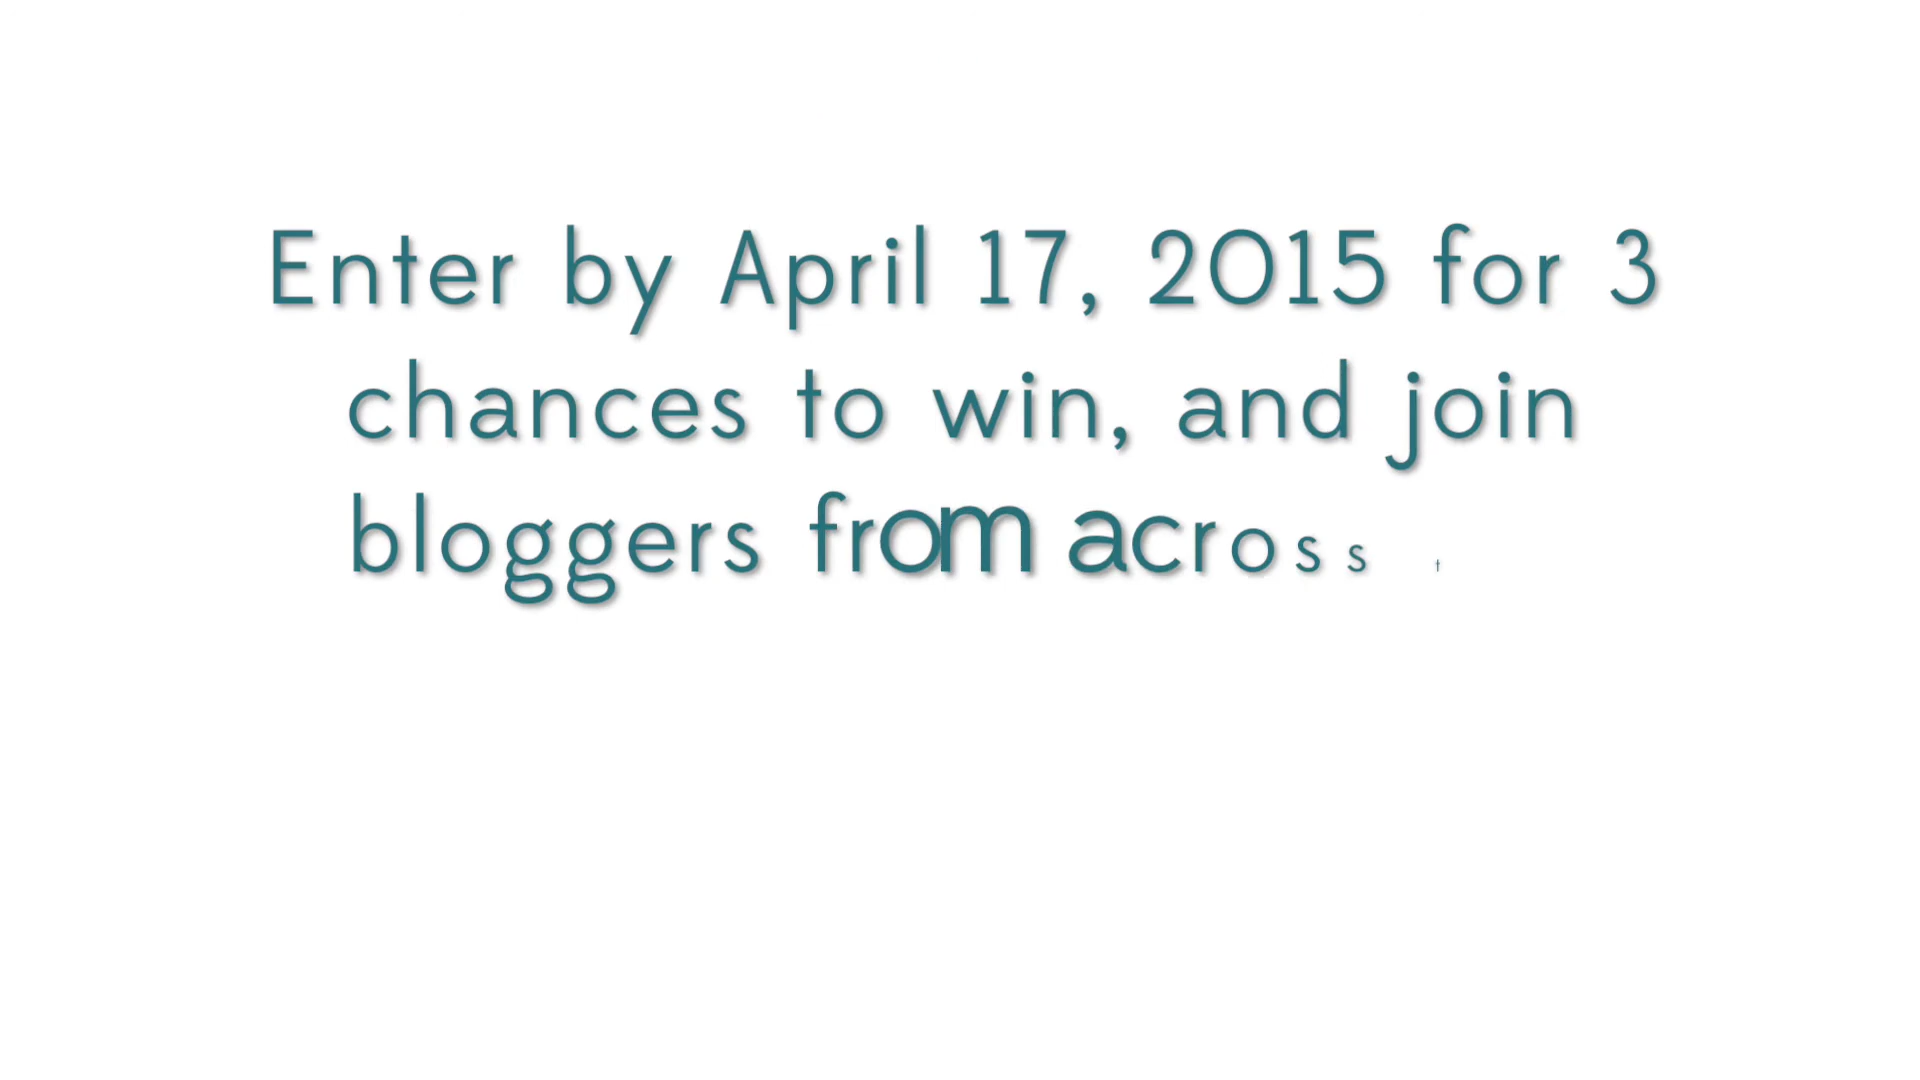 Enter by April 17, 2015 for 3
chances to win, and join
bloggers from across t